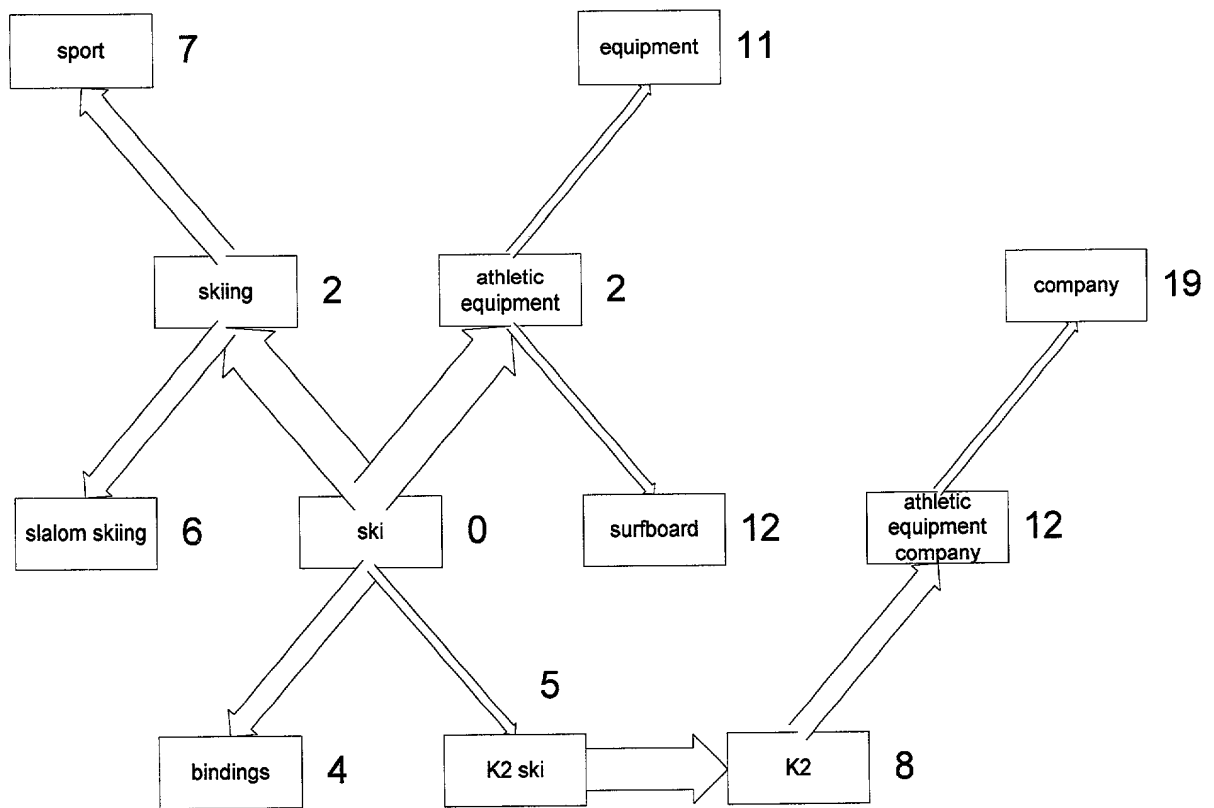 sport 7
equipment 11
skiing 2
athletic
equipment 2
company 19
slalom skiing 6
ski 0
surfboard 12
athletic
equipment
company 12
5
bindings 4
K2 ski
K2 8